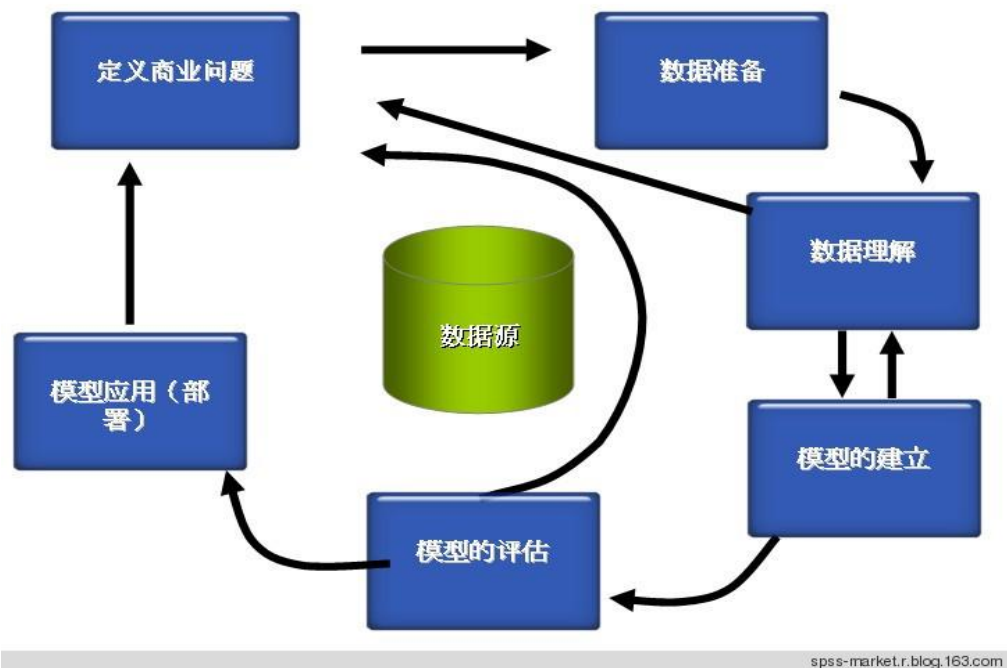 定义商业问题
数据准备
数据理解
数据源
模型应用（部
署）
模型的建立
模型的评估
spss-market.r.blog.163.com